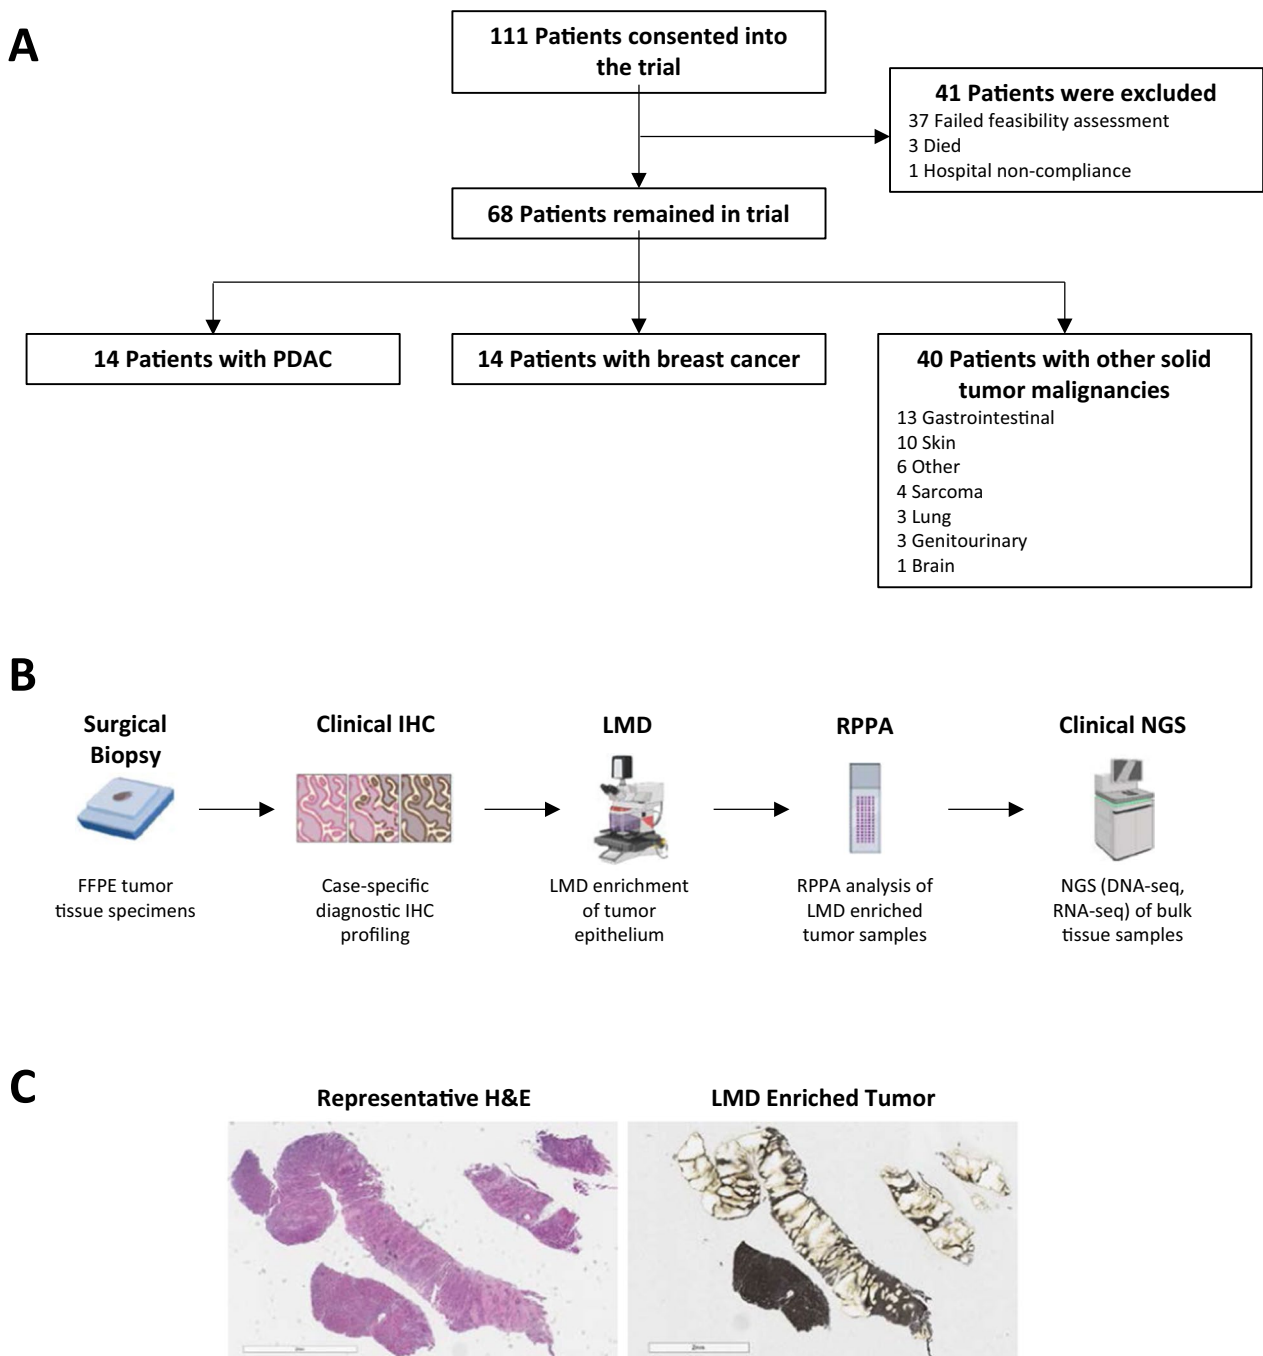 A
111 Patients consented into
the trial
41 Patients were excluded
37 Failed feasibility assessment
3 Died
1 Hospital non-compliance
68 Patients remained in trial
14 Patients with PDAC
14 Patients with breast cancer
40 Patients with other solid
tumor malignancies
13 Gastrointestinal
10 Skin
6 Other
4 Sarcoma
3 Lung
3 Genitourinary
1 Brain
B
Surgical
Biopsy
FFPE tumor
tissue specimens
Clinical IHC
Case-specific
diagnostic IHC
profiling
LMD
LMD enrichment
of tumor
epithelium
RPPA
RPPA analysis of
LMD enriched
tumor samples
Clinical NGS
NGS (DNA-seq,
RNA-seq) of bulk
tissue samples
C
Representative H&E
LMD Enriched Tumor
2mm